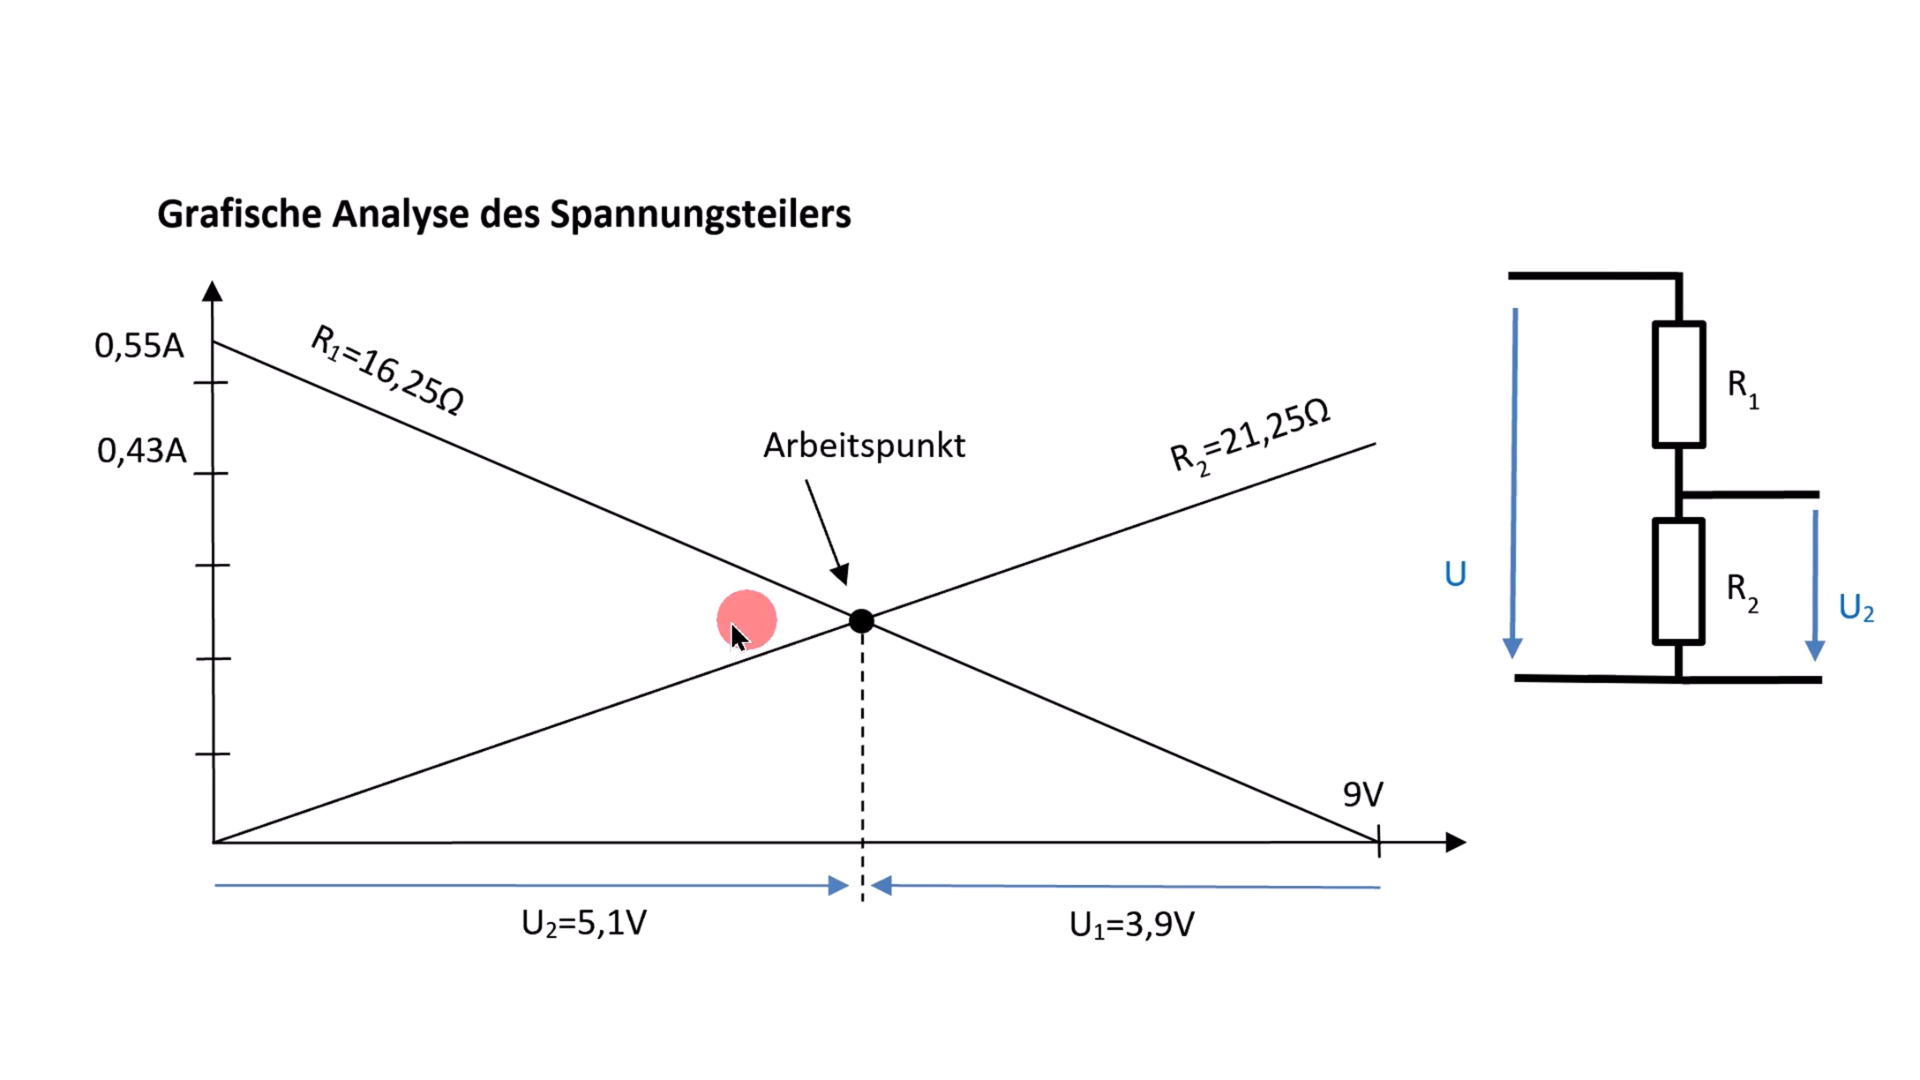 Grafische Analyse des Spannungsteilers
0,55A
R₁=16,25Ω
0,43A
Arbeitspunkt
R₂=21,25Ω
9V
U₂=5,1V
U₁=3,9V
R₁
U
R₂
U₂